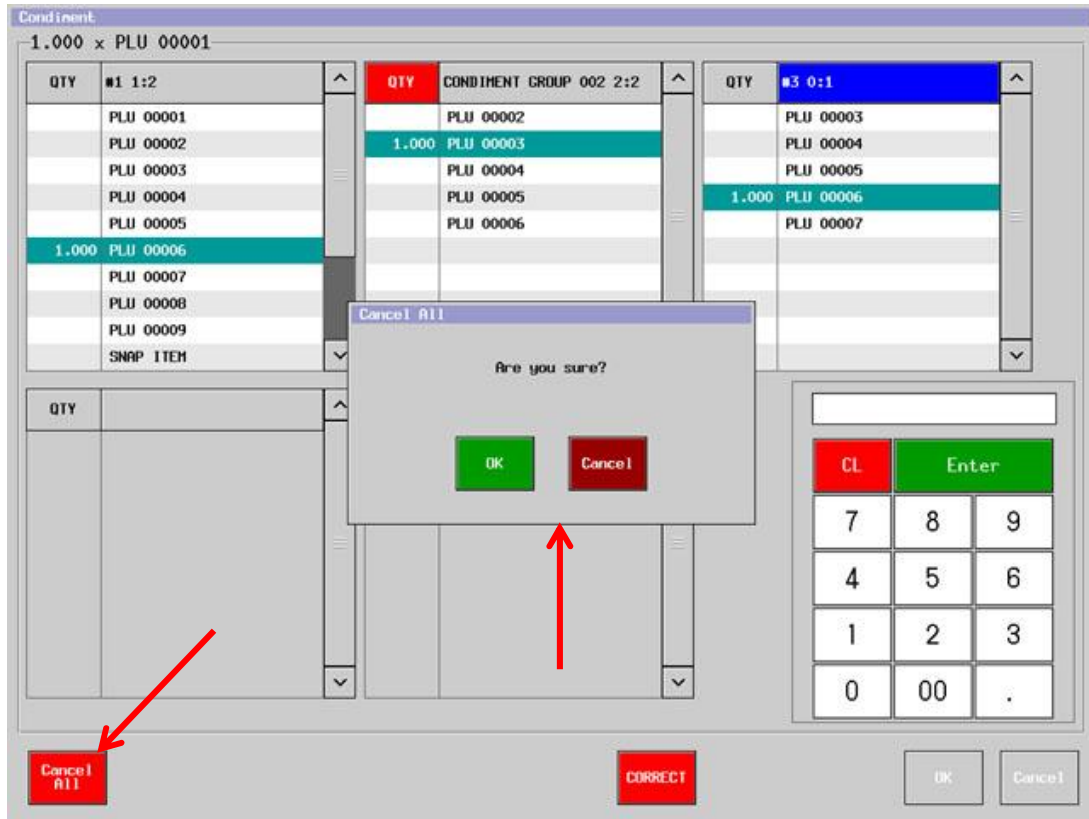 Condiment
1.000 x PLU 00001
QTY #1 1:2
PLU 00001
PLU 00002
PLU 00003
PLU 00004
PLU 00005
1.000 PLU 00006
PLU 00007
PLU 00008
PLU 00009
SNAP ITEM
QTY CONDIMENT GROUP 002 2:2
PLU 00002
1.000 PLU 00003
PLU 00004
PLU 00005
PLU 00006
QTY #3 0:1
PLU 00003
PLU 00004
PLU 00005
1.000 PLU 00006
PLU 00007
Cancel All
Are you sure?
OK Cancel
QTY
CL Enter
7 8 9
4 5 6
1 2 3
0 00 .
Cancel
All
CORRECT
OK
Cancel